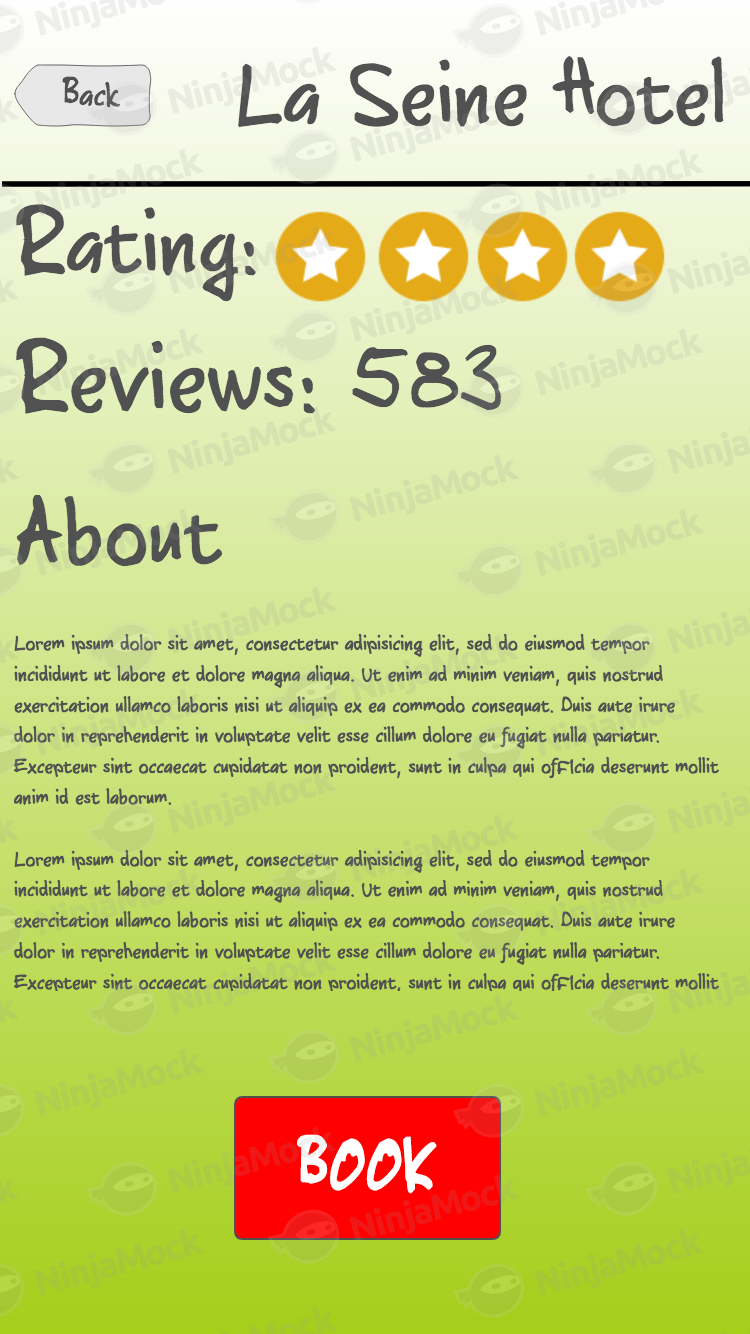 Back
La Seine Hotel
Rating:
Reviews: 583
About
Lorem ipsum dolor sit amet, consectetur adipisicing elit, sed do eiusmod tempor
incididunt ut labore et dolore magna aliqua. Ut enim ad minim veniam, quis nostrud
exercitation ullamco laboris nisi ut aliquip ex ea commodo consequat. Duis aute irure
dolor in reprehenderit in voluptate velit esse cillum dolore eu fugiat nulla pariatur.
Excepteur sint occaecat cupidatat non proident, sunt in culpa qui officia deserunt mollit
anim id est laborum.
Lorem ipsum dolor sit amet, consectetur adipisicing elit, sed do eiusmod tempor
incididunt ut labore et dolore magna aliqua. Ut enim ad minim veniam, quis nostrud
exercitation ullamco laboris nisi ut aliquip ex ea commodo consequat. Duis aute irure
dolor in reprehenderit in voluptate velit esse cillum dolore eu fugiat nulla pariatur.
Excepteur sint occaecat cupidatat non proident, sunt in culpa qui officia deserunt mollit
BOOK
NinjaMock